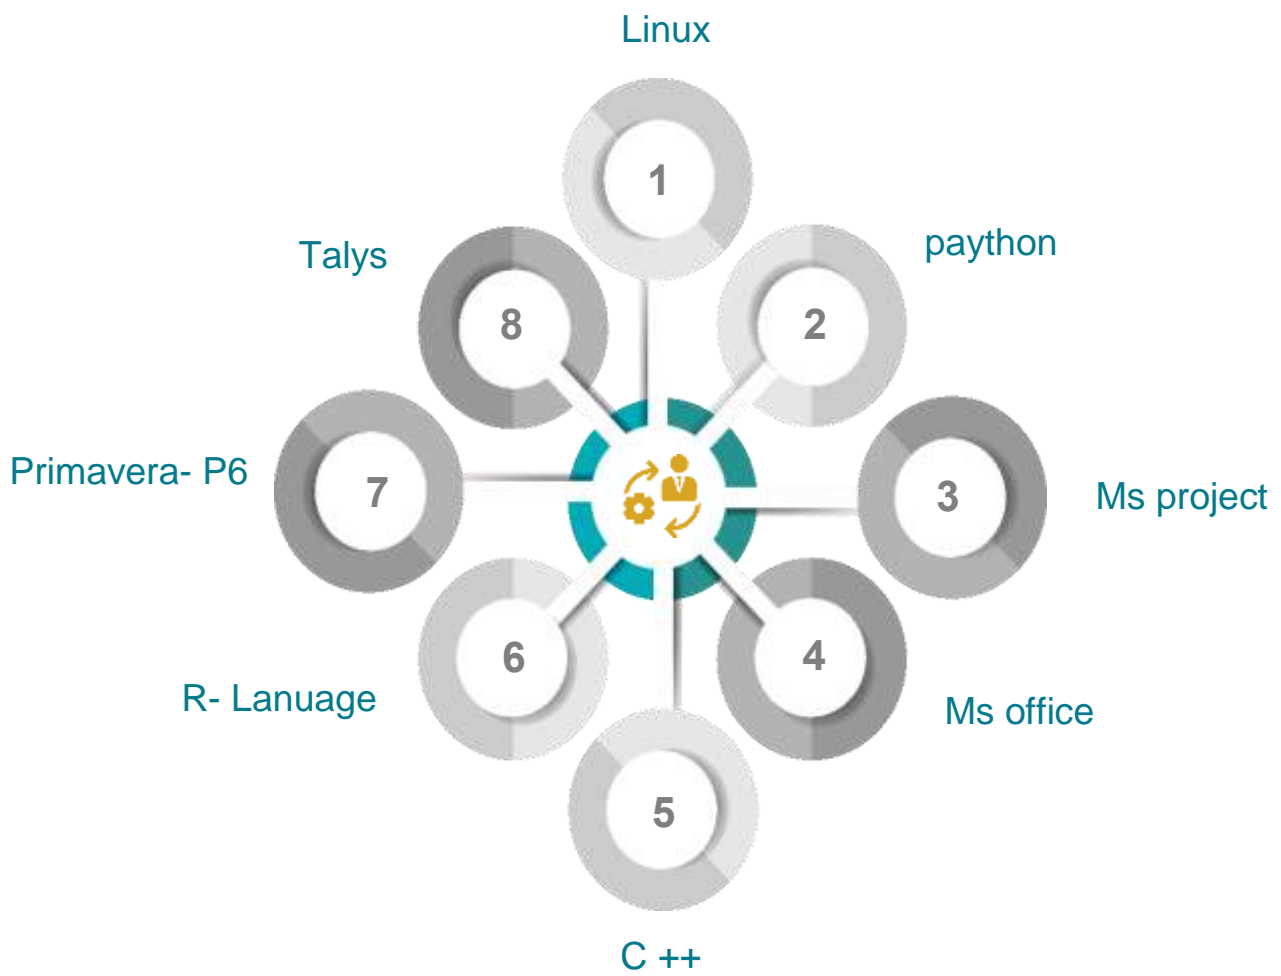 Linux
1
paython
2
Ms project
3
Ms office
4
C ++
5
R- Lanuage
6
Primavera- P6
7
Talys
8